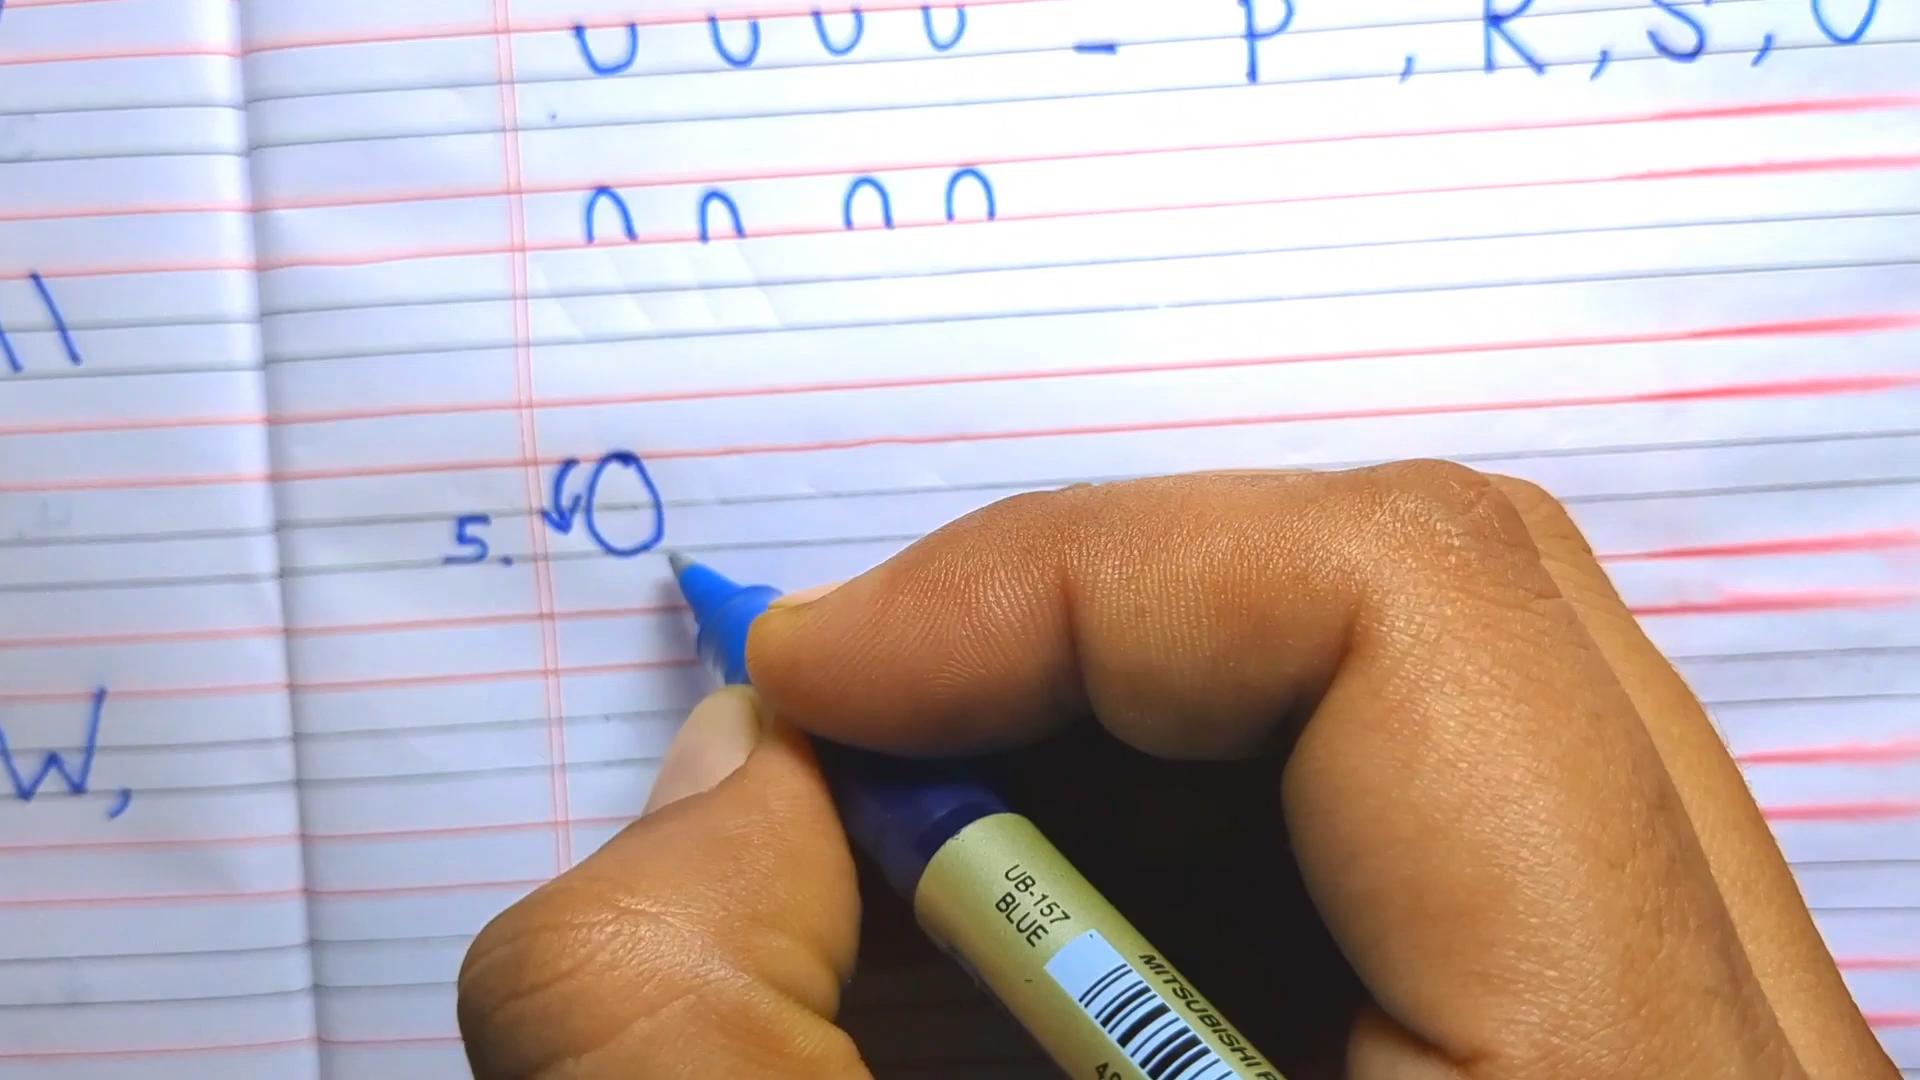 U U U U - P, R, S, U
∩ ∩ ∩ ∩
\\
5. O
W,
UB-157
BLUE
MITSUBISHI